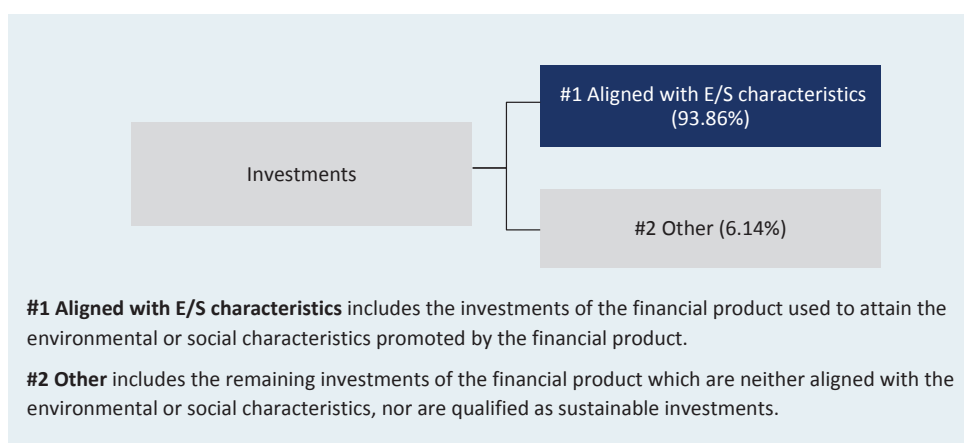 #1 Aligned with E/S characteristics
(93.86%)
Investments
#2 Other (6.14%)
#1 Aligned with E/S characteristics includes the investments of the financial product used to attain the
environmental or social characteristics promoted by the financial product.
#2 Other includes the remaining investments of the financial product which are neither aligned with the
environmental or social characteristics, nor are qualified as sustainable investments.